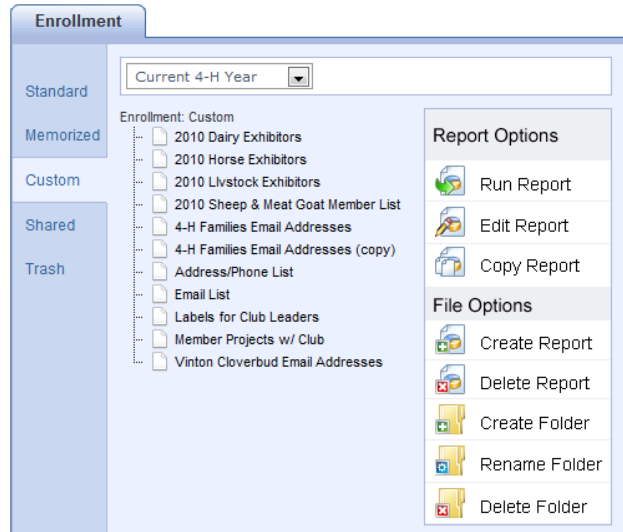 Enrollment
Standard
Memorized
Custom
Shared
Trash
Current 4-H Year
Enrollment: Custom
2010 Dairy Exhibitors
2010 Horse Exhibitors
2010 LIvstock Exhibitors
2010 Sheep & Meat Goat Member List
4-H Families Email Addresses
4-H Families Email Addresses (copy)
Address/Phone List
Email List
Labels for Club Leaders
Member Projects w/ Club
Vinton Cloverbud Email Addresses
Report Options
Run Report
Edit Report
Copy Report
File Options
Create Report
Delete Report
Create Folder
Rename Folder
Delete Folder